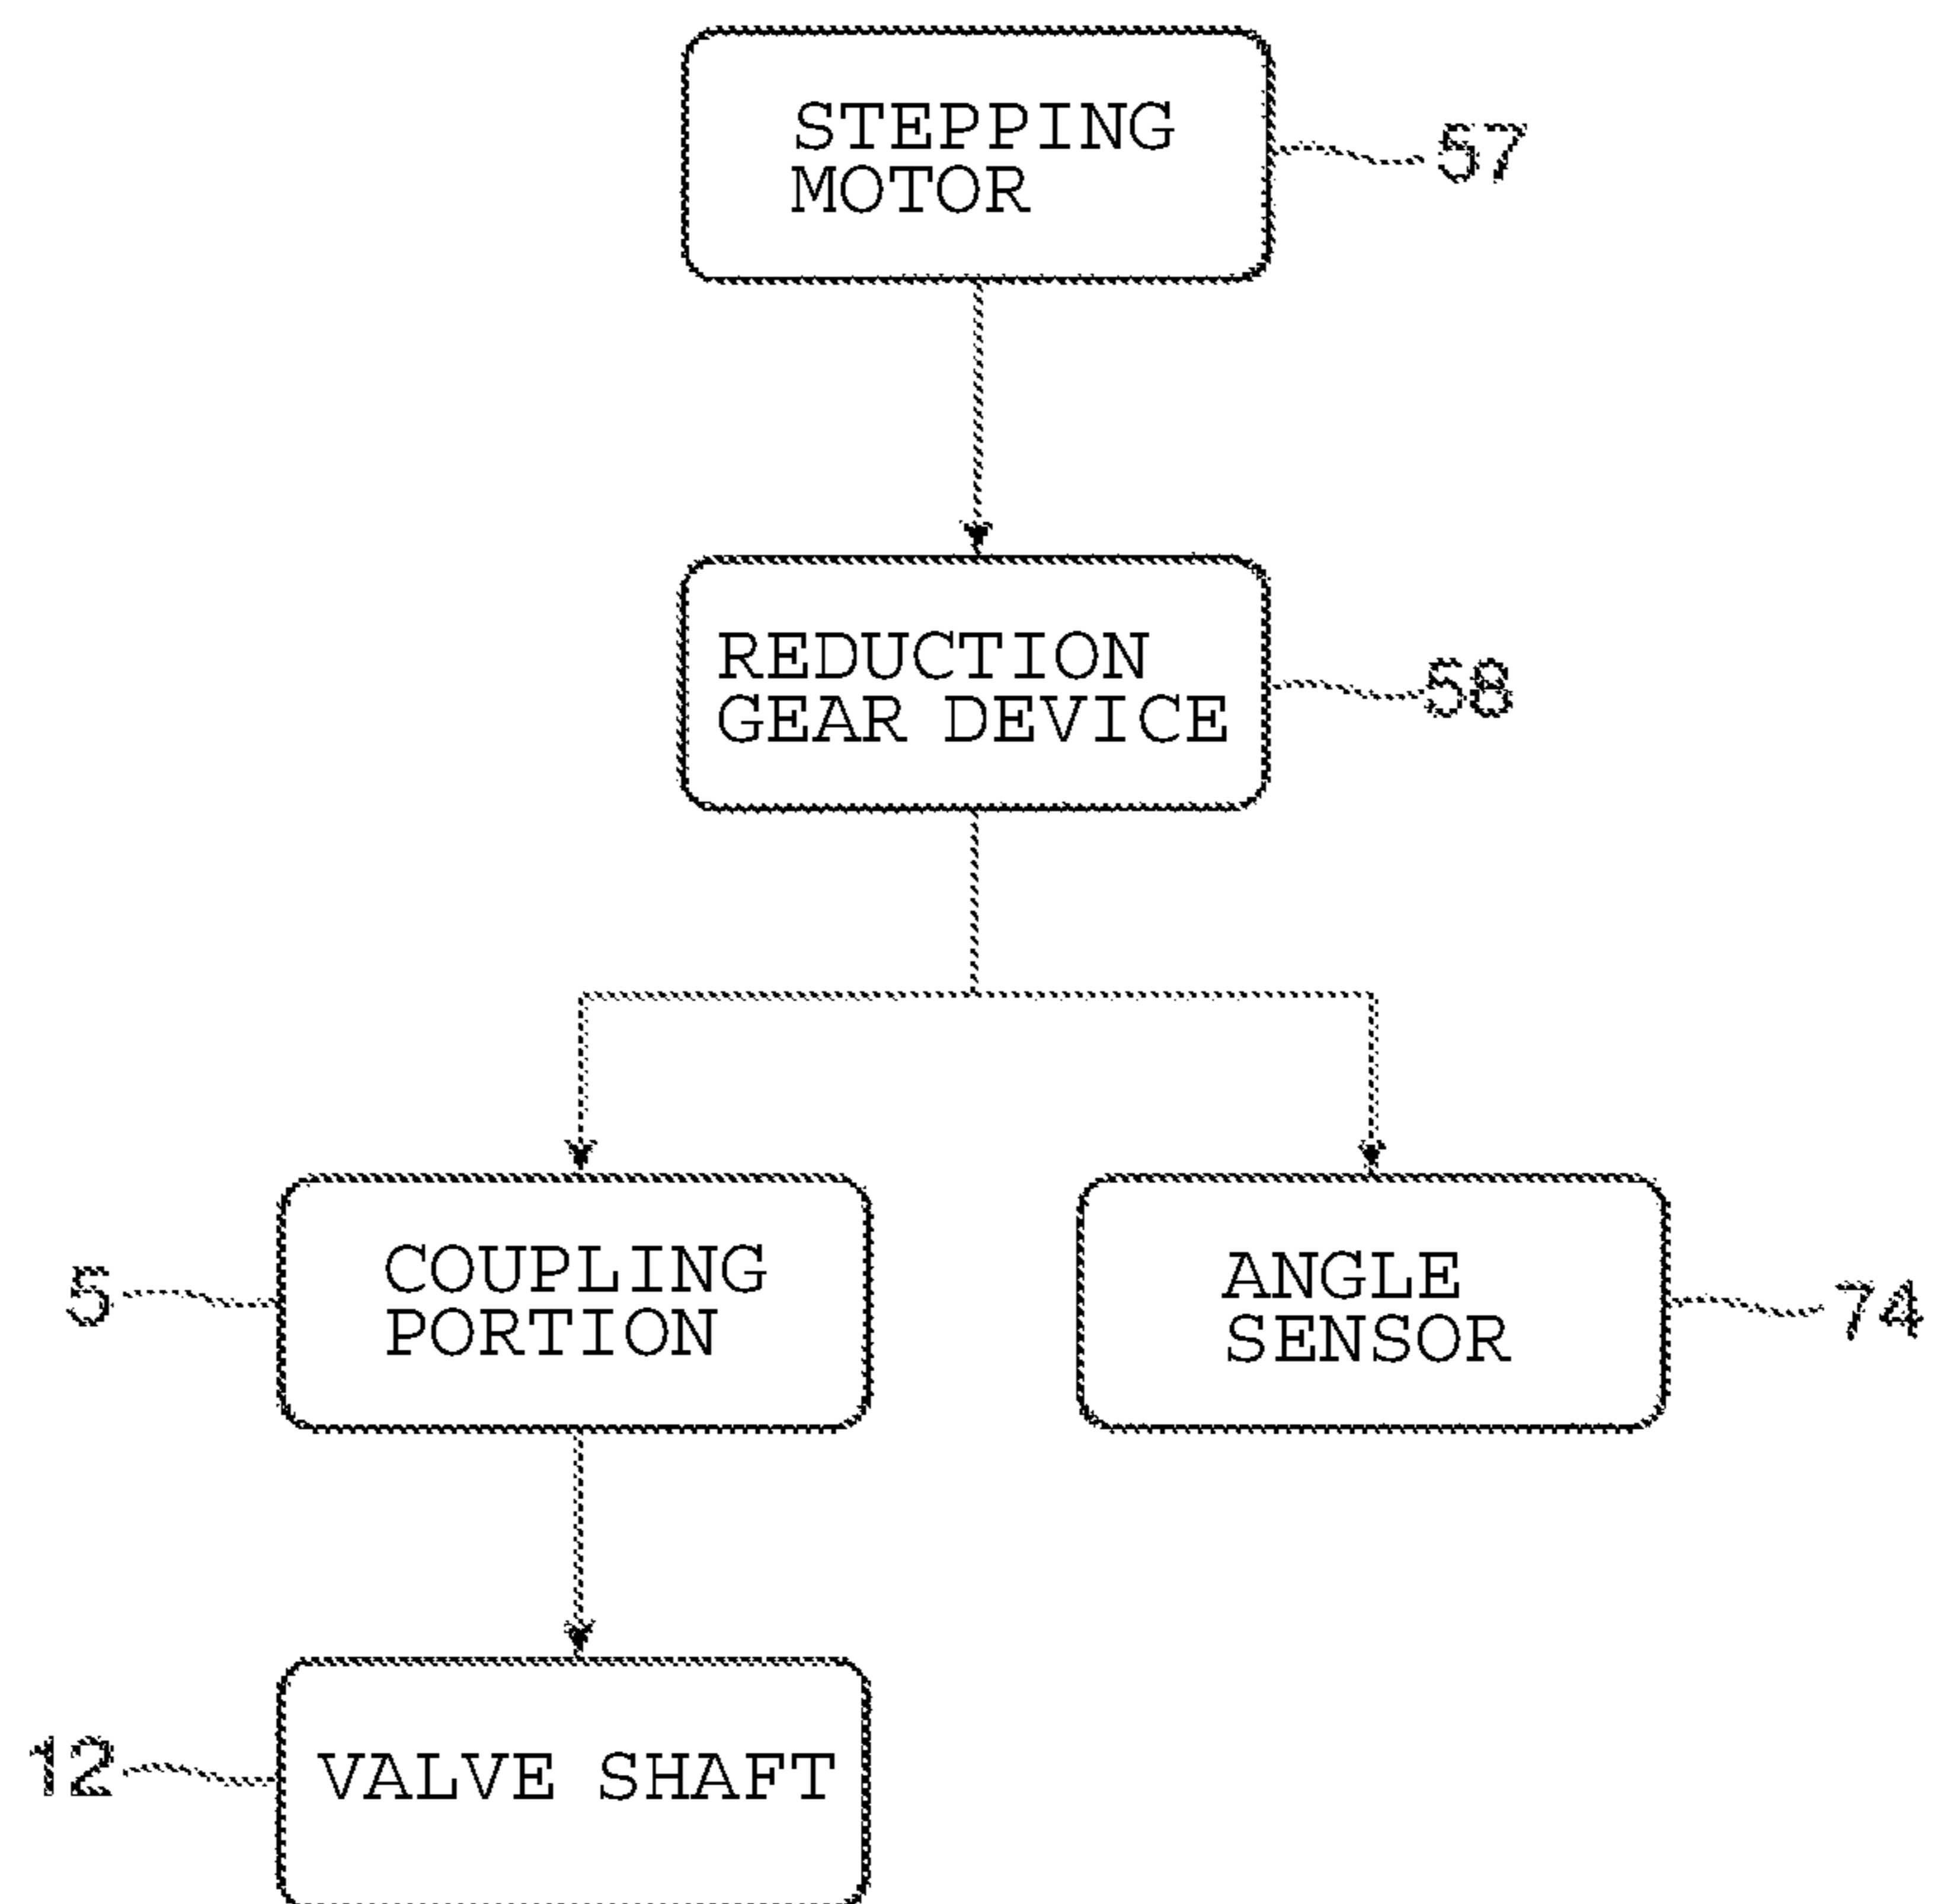 STEPPING
MOTOR
57
REDUCTION
GEAR DEVICE
58
COUPLING
PORTION
5
ANGLE
SENSOR
74
VALVE SHAFT
12